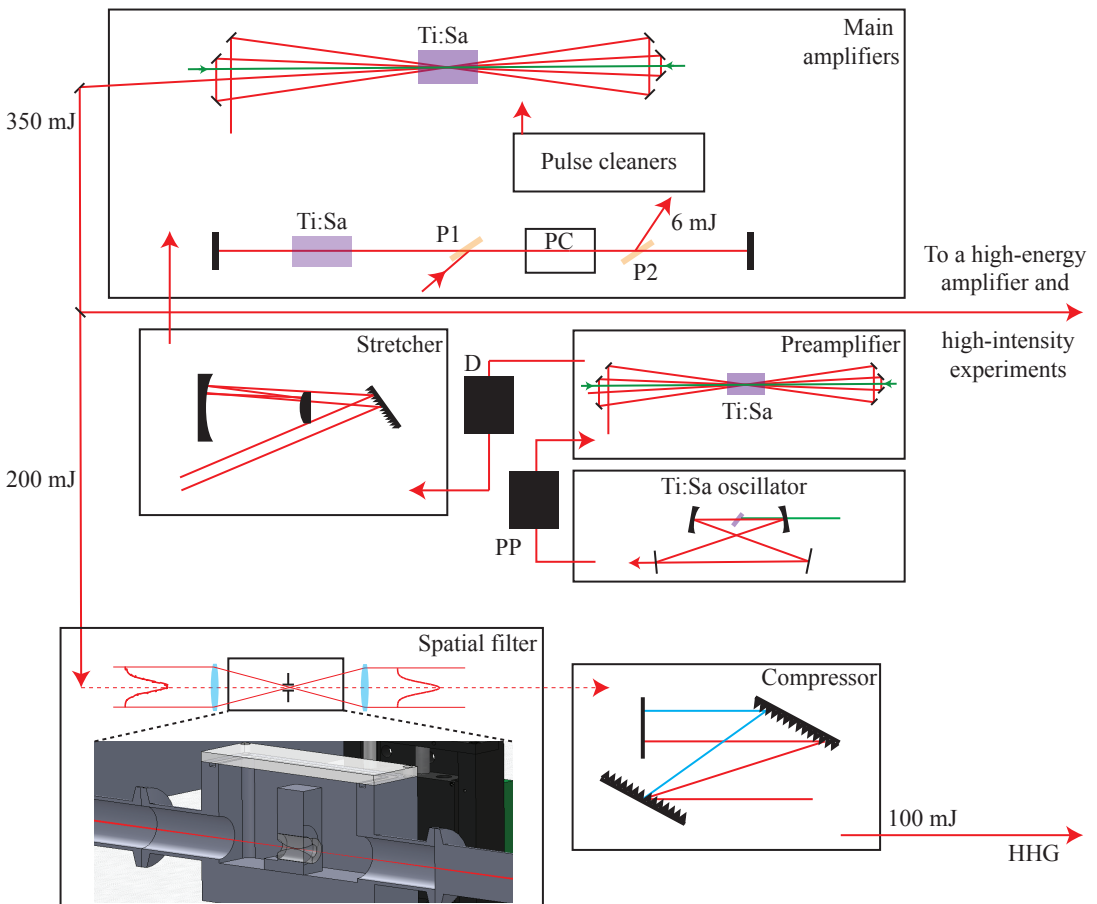 Ti:Sa
Main
amplifiers
350 mJ
Pulse cleaners
Ti:Sa
P1
PC
6 mJ
P2
To a high-energy
amplifier and
high-intensity
experiments
Stretcher
D
Preamplifier
Ti:Sa
200 mJ
Ti:Sa oscillator
PP
Spatial filter
Compressor
100 mJ
HHG